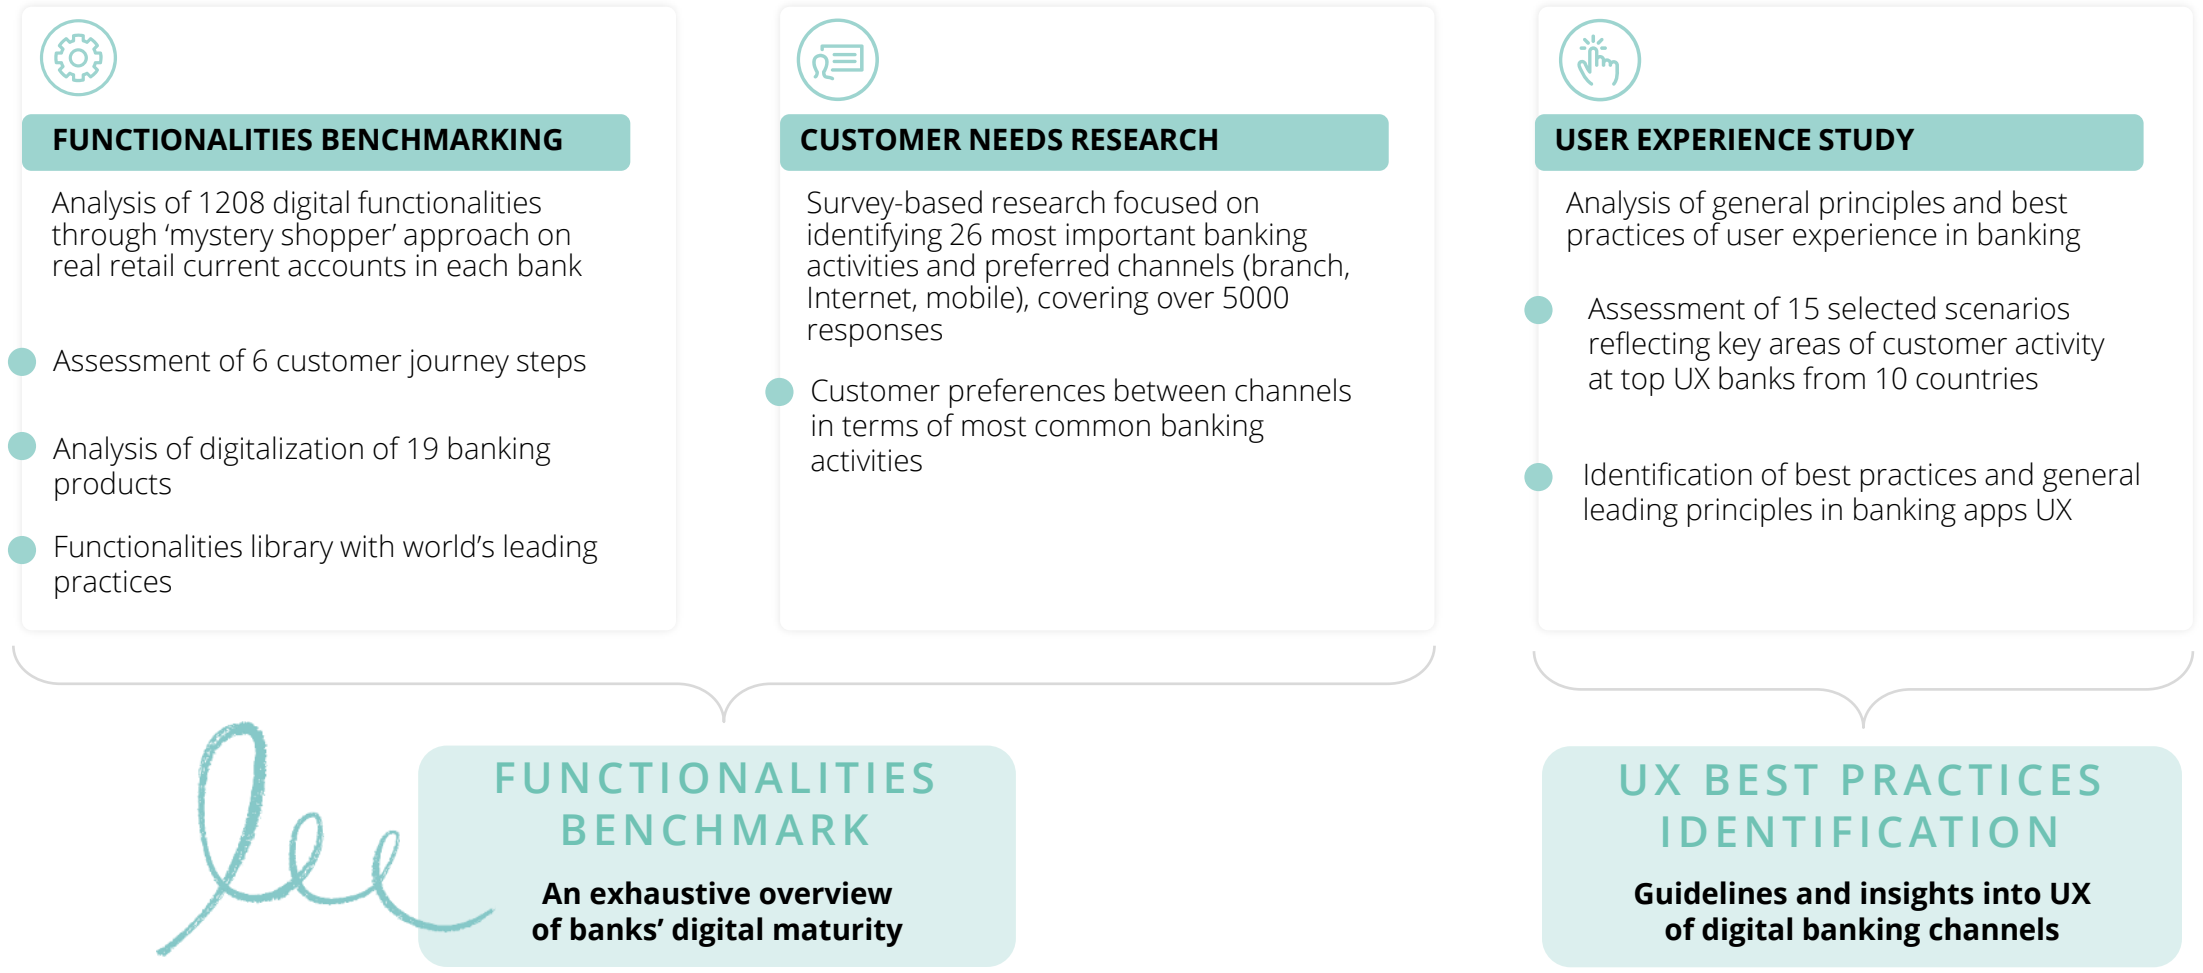 FUNCTIONALITIES BENCHMARKING
Analysis of 1208 digital functionalities
through ‘mystery shopper’ approach on
real retail current accounts in each bank
Assessment of 6 customer journey steps
Analysis of digitalization of 19 banking
products
Functionalities library with world’s leading
practices
CUSTOMER NEEDS RESEARCH
Survey-based research focused on
identifying 26 most important banking
activities and preferred channels (branch,
Internet, mobile), covering over 5000
responses
Customer preferences between channels
in terms of most common banking
activities
USER EXPERIENCE STUDY
Analysis of general principles and best
practices of user experience in banking
Assessment of 15 selected scenarios
reflecting key areas of customer activity
at top UX banks from 10 countries
Identification of best practices and general
leading principles in banking apps UX
FUNCTIONALITIES
BENCHMARK
An exhaustive overview
of banks’ digital maturity
UX BEST PRACTICES
IDENTIFICATION
Guidelines and insights into UX
of digital banking channels